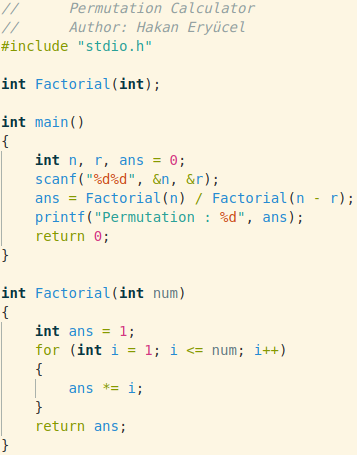 //      Permutation Calculator
//      Author: Hakan Eryücel
#include "stdio.h"

int Factorial(int);

int main()
{
    int n, r, ans = 0;
    scanf("%d%d", &n, &r);
    ans = Factorial(n) / Factorial(n - r);
    printf("Permutation : %d", ans);
    return 0;
}

int Factorial(int num)
{
    int ans = 1;
    for (int i = 1; i <= num; i++)
    {
        ans *= i;
    }
    return ans;
}